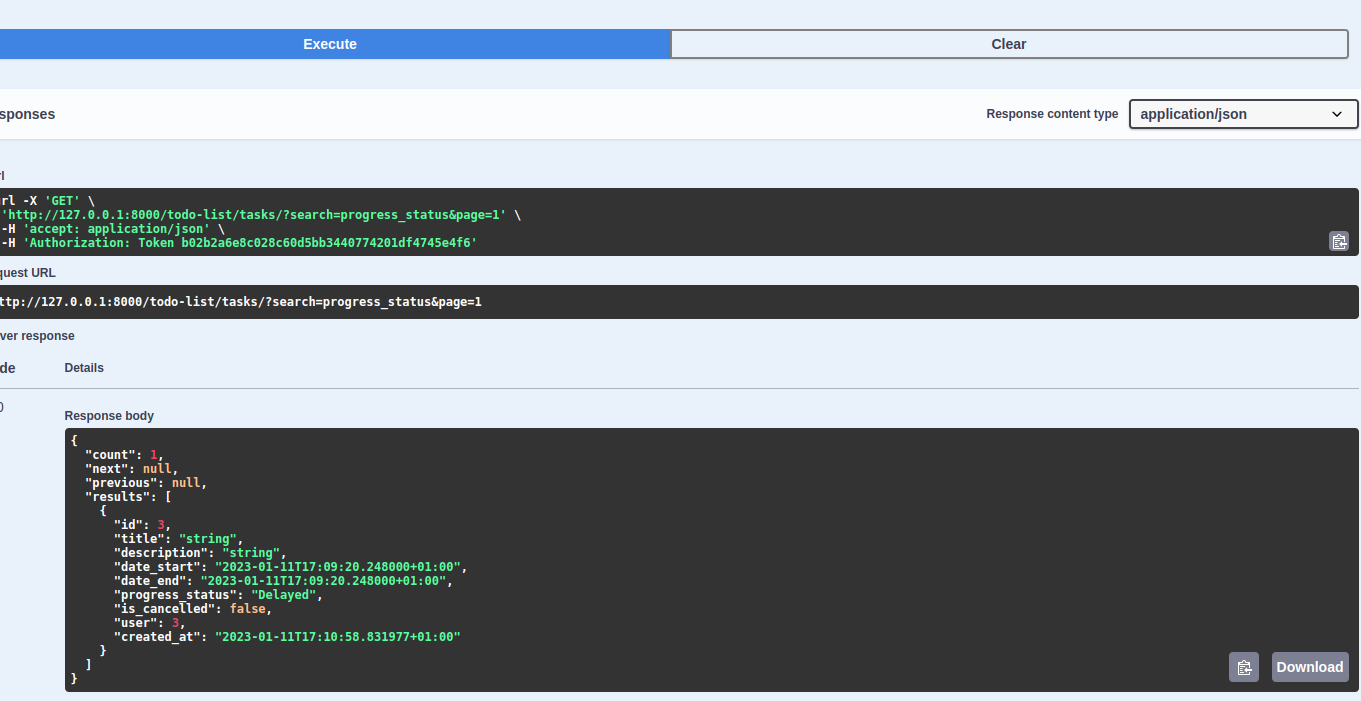 Execute
Clear
sponses
Response content type
application/json
rl
rl -X 'GET' \
'http://127.0.0.1:8000/todo-list/tasks/?search=progress_status&page=1' \
-H 'accept: application/json' \
-H 'Authorization: Token b02b2a6e8c028c60d5bb3440774201df4745e4f6'
quest URL
ttp://127.0.0.1:8000/todo-list/tasks/?search=progress_status&page=1
ver response
de
Details
0
Response body
{
"count": 1,
"next": null,
"previous": null,
"results": [
{
"id": 3,
"title": "string",
"description": "string",
"date_start": "2023-01-11T17:09:20.248000+01:00",
"date_end": "2023-01-11T17:09:20.248000+01:00",
"progress_status": "Delayed",
"is_cancelled": false,
"user": 3,
"created_at": "2023-01-11T17:10:58.831977+01:00"
}
]
}
Download